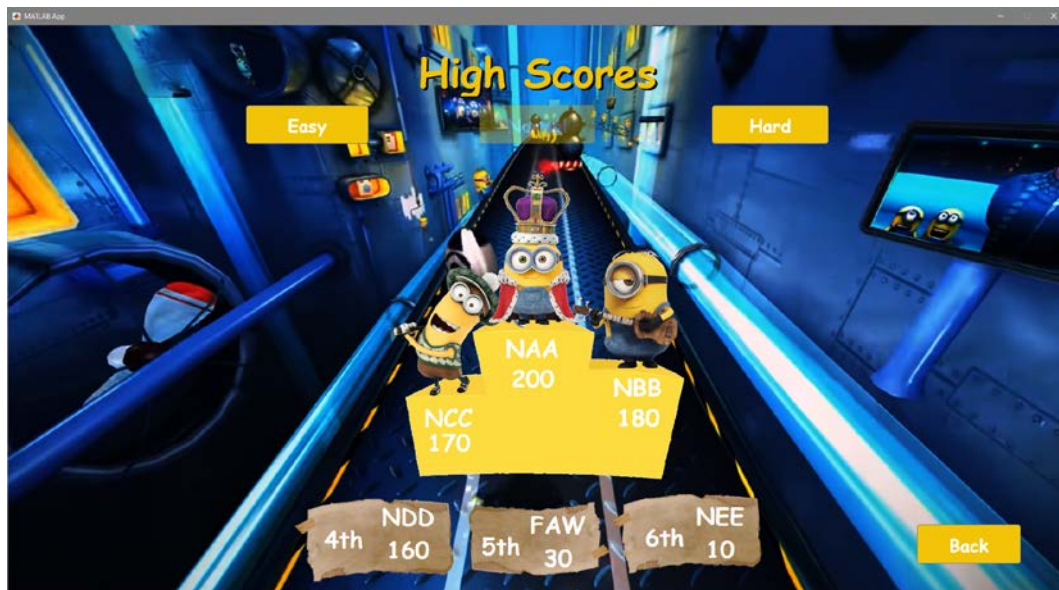 MATLAB App
High Scores
Easy
Hard
NAA
200
NBB
180
NCC
170
4th
NDD
160
5th
FAW
30
6th
NEE
10
Back